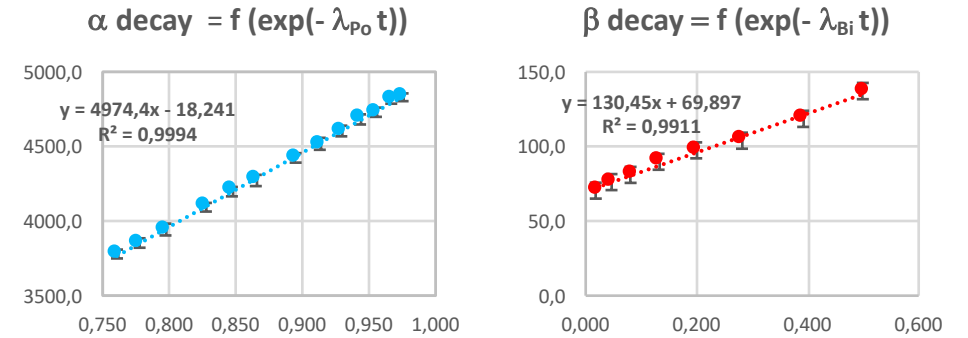 α decay = f (exp(- λPo t))
5000,0
4500,0
4000,0
3500,0
y = 4974,4x - 18,241
R² = 0,9994
0,750 0,800 0,850 0,900 0,950 1,000
β decay = f (exp(- λBi t))
150,0
100,0
50,0
0,0
y = 130,45x + 69,897
R² = 0,9911
0,000 0,200 0,400 0,600